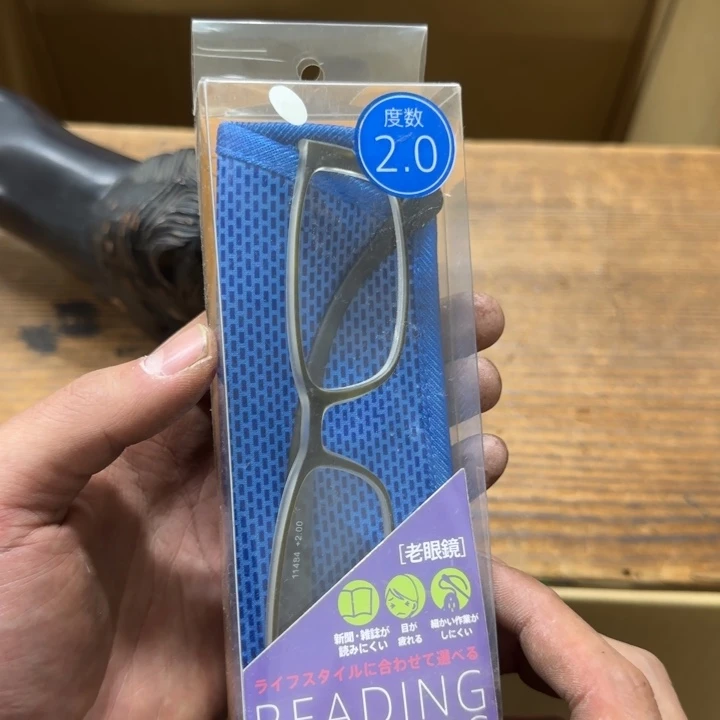 度数
2.0
11484 +2.00
[老眼鏡]
新聞・雑誌が
読みにくい
目が
疲れる
細かい作業が
しにくい
ライフスタイルに合わせて選べる
READING